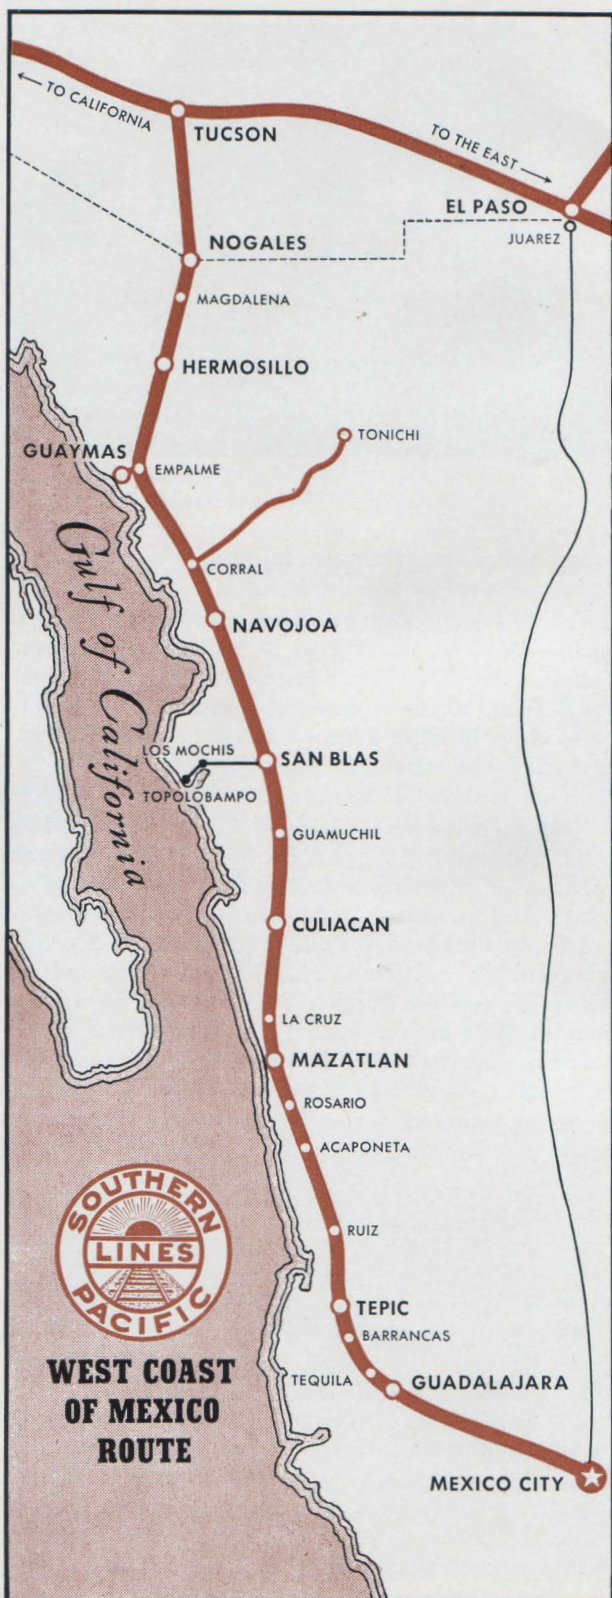 TO CALIFORNIA
TUCSON
TO THE EAST
EL PASO
JUAREZ
NOGALES
MAGDALENA
HERMOSILLO
TONICHI
GUAYMAS
EMPALME
Gulf of California
CORRAL
NAVOJOA
LOS MOCHIS
SAN BLAS
TOPOLOBAMPO
GUAMUCHIL
CULIACAN
LA CRUZ
MAZATLAN
ROSARIO
ACAPONETA
SOUTHERN
LINES
PACIFIC
RUIZ
TEPIC
BARRANCAS
TEQUILA
GUADALAJARA
WEST COAST
OF MEXICO
ROUTE
MEXICO CITY